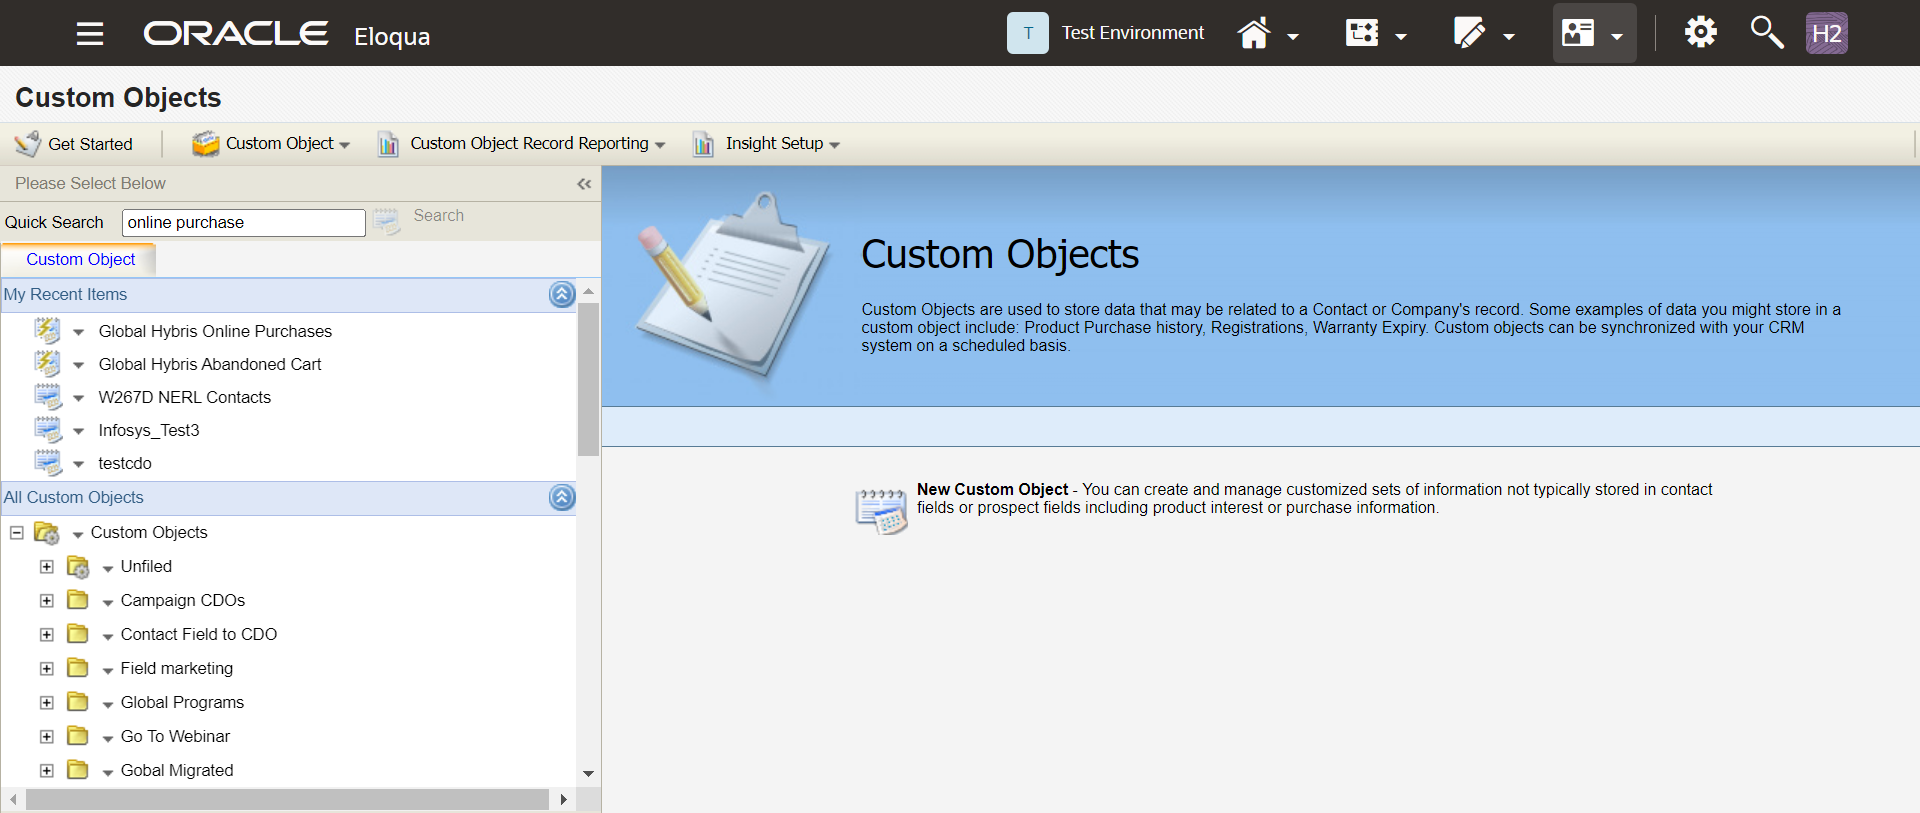 ORACLE Eloqua
T Test Environment
H2
Custom Objects
Get Started
Custom Object
Custom Object Record Reporting
Insight Setup
Please Select Below
Quick Search online purchase Search
Custom Object
My Recent Items
Global Hybris Online Purchases
Global Hybris Abandoned Cart
W267D NERL Contacts
Infosys_Test3
testcdo
All Custom Objects
Custom Objects
Unfiled
Campaign CDOs
Contact Field to CDO
Field marketing
Global Programs
Go To Webinar
Gobal Migrated
Custom Objects
Custom Objects are used to store data that may be related to a Contact or Company's record. Some examples of data you might store in a
custom object include: Product Purchase history, Registrations, Warranty Expiry. Custom objects can be synchronized with your CRM
system on a scheduled basis.
New Custom Object - You can create and manage customized sets of information not typically stored in contact
fields or prospect fields including product interest or purchase information.